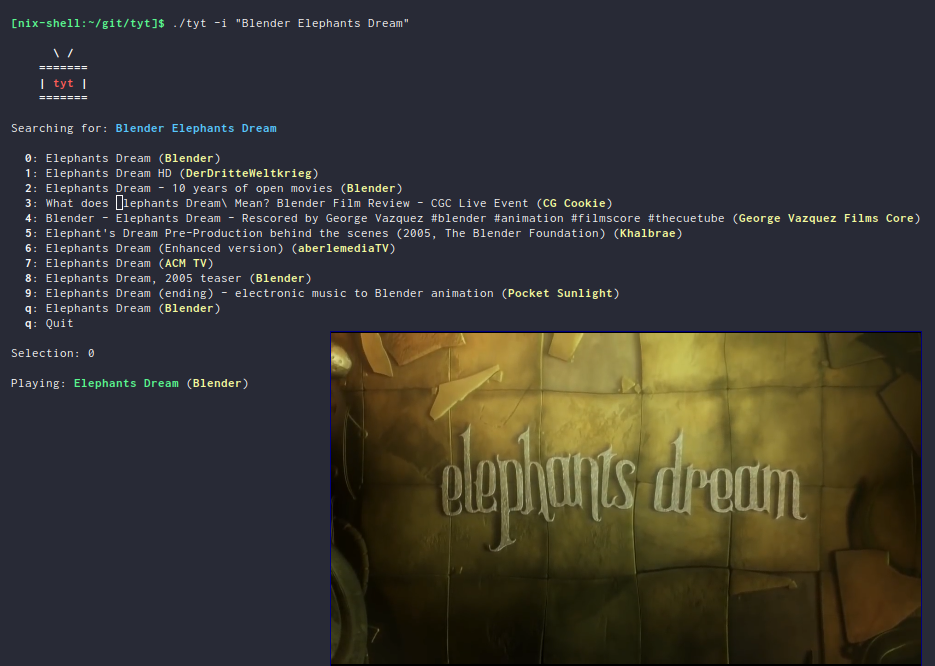 [nix-shell:~/git/tyt]$ ./tyt -i "Blender Elephants Dream"
\ /
=======
| tyt |
=======
Searching for: Blender Elephants Dream
0: Elephants Dream (Blender)
1: Elephants Dream HD (DerDritteWeltkrieg)
2: Elephants Dream - 10 years of open movies (Blender)
3: What does lephants Dream\ Mean? Blender Film Review - CGC Live Event (CG Cookie)
4: Blender - Elephants Dream - Rescored by George Vazquez #blender #animation #filmscore #thecuetube (George Vazquez Films Core)
5: Elephant's Dream Pre-Production behind the scenes (2005, The Blender Foundation) (Khalbrae)
6: Elephants Dream (Enhanced version) (aberlemediaTV)
7: Elephants Dream (ACM TV)
8: Elephants Dream, 2005 teaser (Blender)
9: Elephants Dream (ending) - electronic music to Blender animation (Pocket Sunlight)
q: Elephants Dream (Blender)
q: Quit
Selection: 0
Playing: Elephants Dream (Blender)
elephants dream